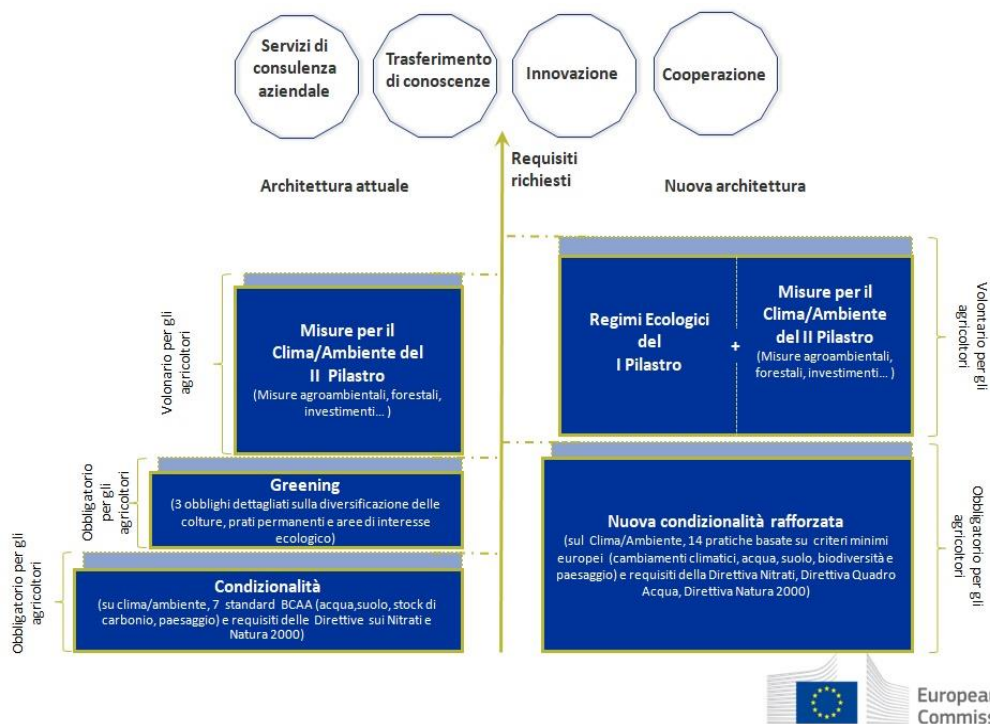 Servizi di
consulenza
aziendale
Trasferimento
di conoscenze
Innovazione
Cooperazione
Requisiti
richiesti
Architettura attuale
Nuova architettura
Volonario per gli
agricoltori
Misure per il
Clima/Ambiente del
II Pilastro
(Misure agroambientali, forestali,
investimenti... )
Obbligatorio
per gli
agricoltori
Greening
(3 obblighi dettagliati sulla diversificazione delle
colture, prati permanenti e aree di interesse
ecologico)
Obbligatorio per gli
agricoltori
Condizionalità
(su clima/ambiente, 7 standard BCAA (acqua,suolo, stock di
carbonio, paesaggio) e requisiti delle Direttive sui Nitrati e
Natura 2000)
Regimi Ecologici
del
I Pilastro
+
Misure per il
Clima/Ambiente
del II Pilastro
(Misure agroambientali,
forestali, investimenti... )
Volontario per gli
agricoltori
Nuova condizionalità rafforzata
(sul Clima/Ambiente, 14 pratiche basate su criteri minimi
europei (cambiamenti climatici, acqua, suolo, biodiversità e
paesaggio) e requisiti della Direttiva Nitrati, Direttiva Quadro
Acqua, Direttiva Natura 2000)
Obbligatorio per gli
agricoltori
European
Commiss